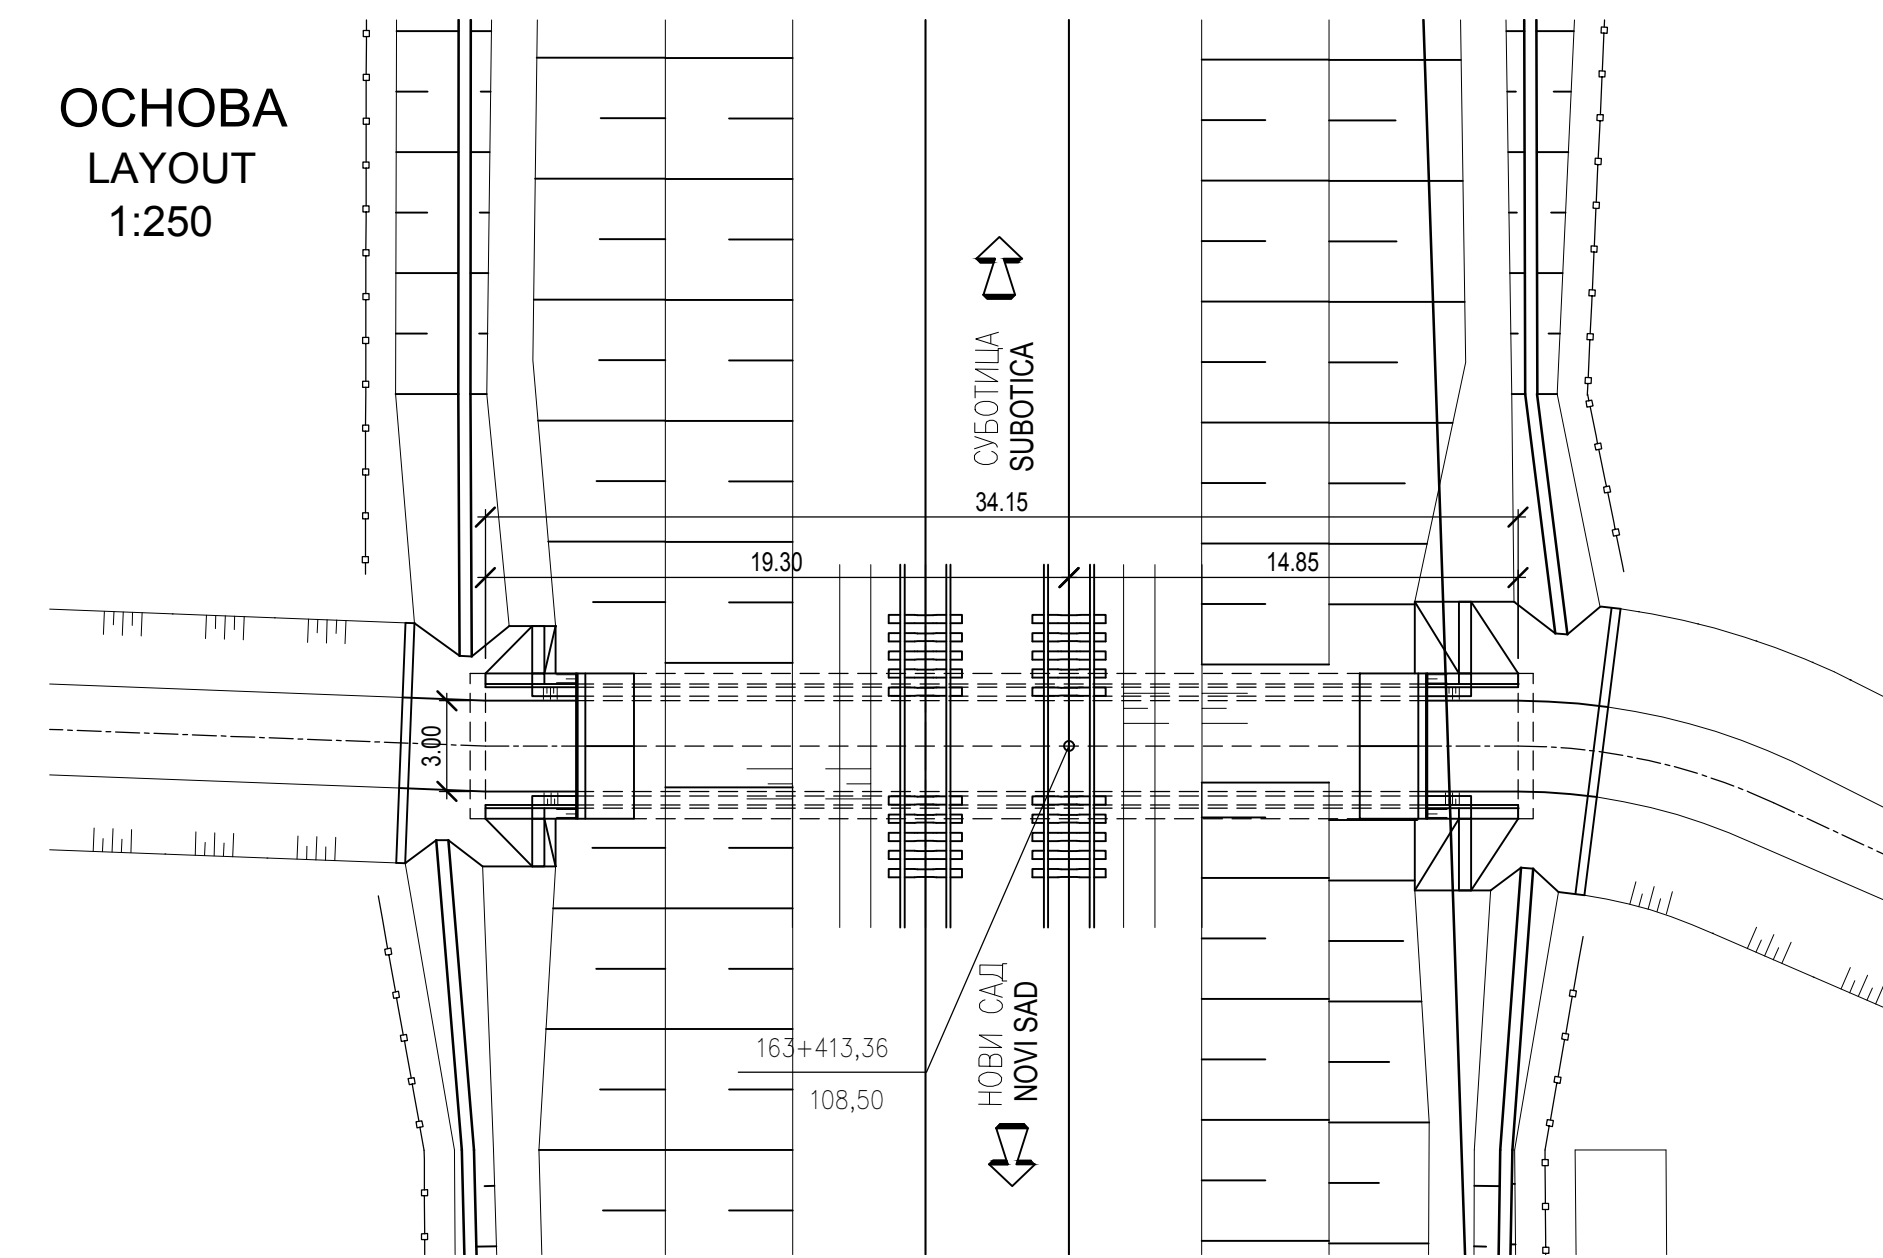 ОСНОВА
LAYOUT
1:250
СУБОТИЦА
SUBOTICA
34.15
19.30
14.85
3.00
163+413,36
108,50
НОВИ САД
NOVI SAD